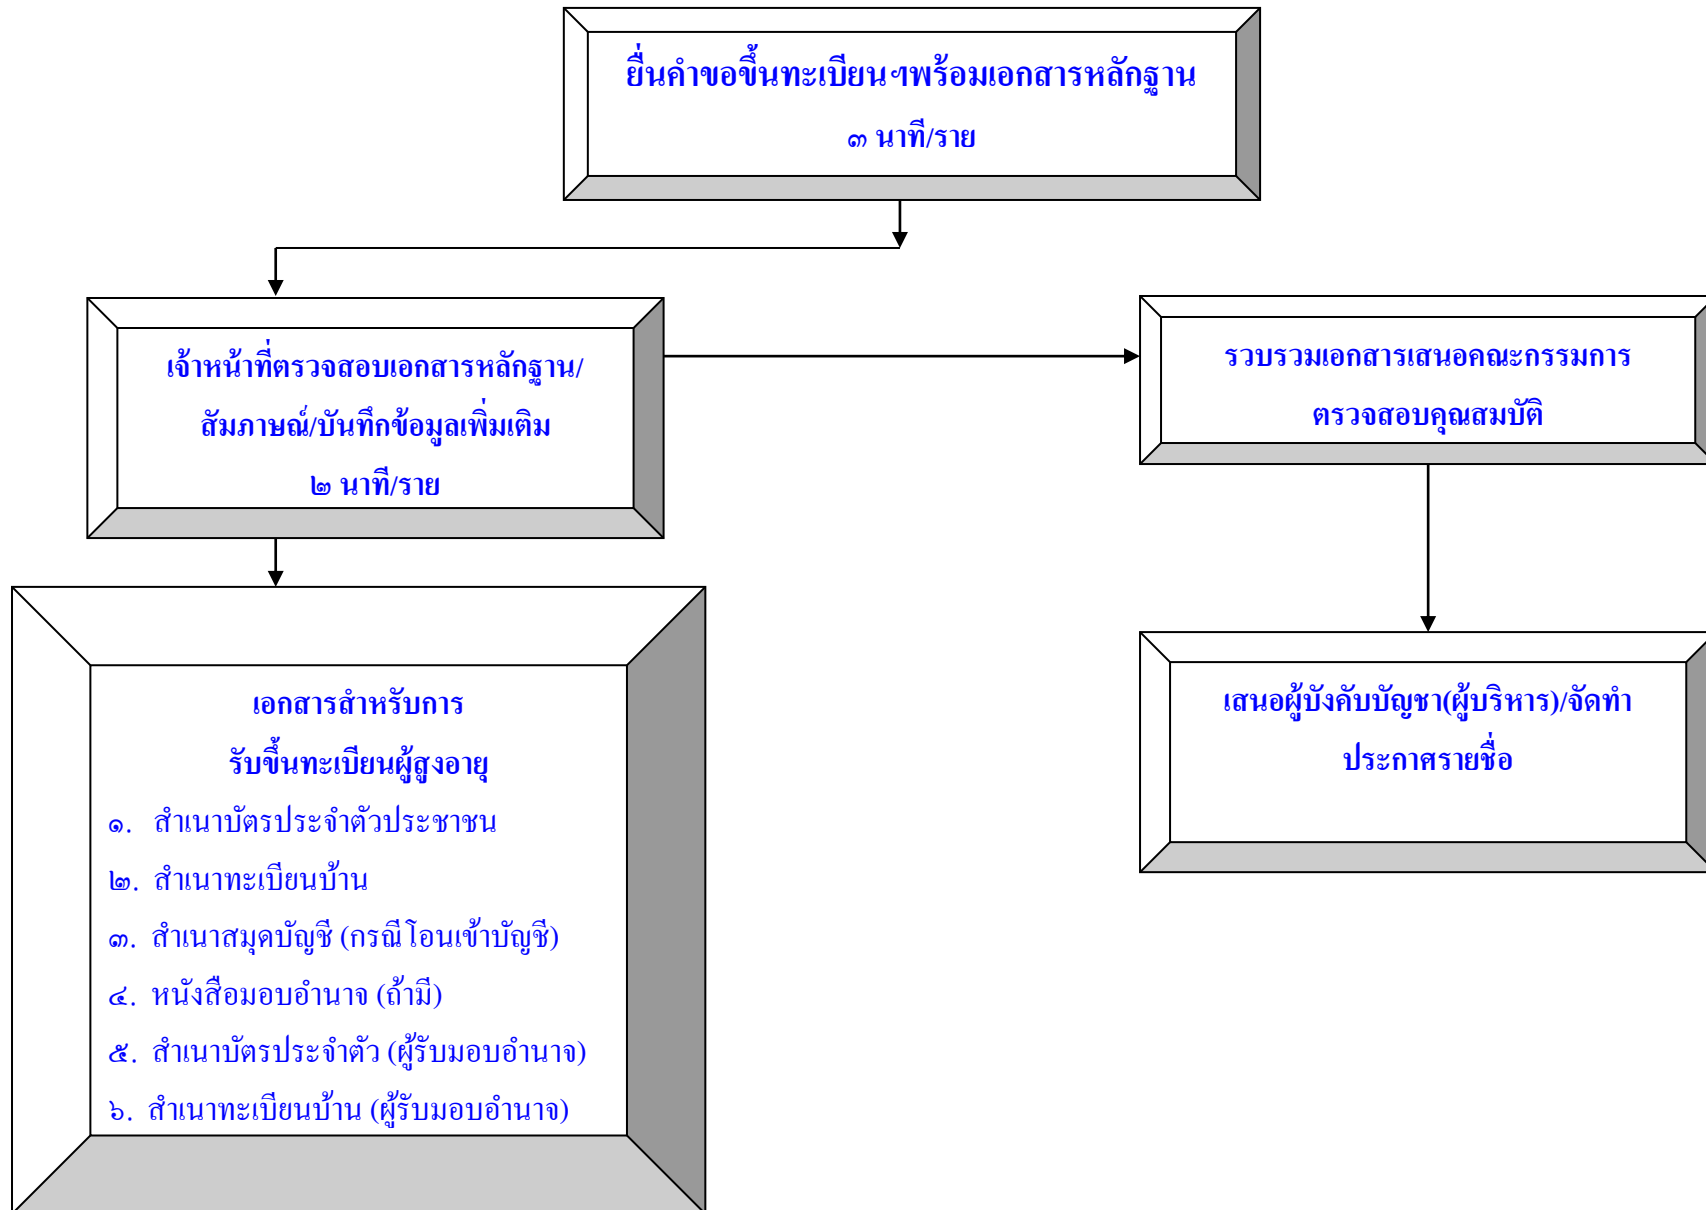 ยื่นคำขอขึ้นทะเบียนฯพร้อมเอกสารหลักฐาน
๓ นาที/ราย
เจ้าหน้าที่ตรวจสอบเอกสารหลักฐาน/
สัมภาษณ์/บันทึกข้อมูลเพิ่มเติม
๒ นาที/ราย
รวบรวมเอกสารเสนอคณะกรรมการ
ตรวจสอบคุณสมบัติ
เอกสารสำหรับการ
รับขึ้นทะเบียนผู้สูงอายุ
๑. สำเนาบัตรประจำตัวประชาชน
๒. สำเนาทะเบียนบ้าน
๓. สำเนาสมุดบัญชี (กรณีโอนเข้าบัญชี)
๔. หนังสือมอบอำนาจ (ถ้ามี)
๕. สำเนาบัตรประจำตัว (ผู้รับมอบอำนาจ)
๖. สำเนาทะเบียนบ้าน (ผู้รับมอบอำนาจ)
เสนอผู้บังคับบัญชา(ผู้บริหาร)/จัดทำ
ประกาศรายชื่อ